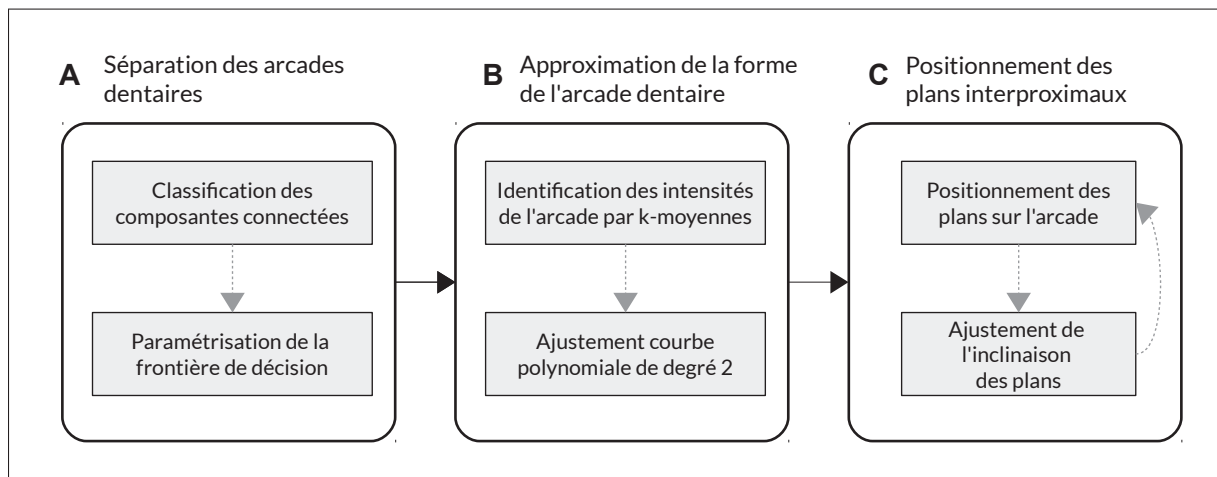 A Séparation des arcades
dentaires
Classification des
composantes connectées
Paramétrisation de la
frontière de décision
B Approximation de la forme
de l'arcade dentaire
Identification des intensités
de l'arcade par k-moyennes
Ajustement courbe
polynomiale de degré 2
C Positionnement des
plans interproximaux
Positionnement des
plans sur l'arcade
Ajustement de
l'inclinaison
des plans